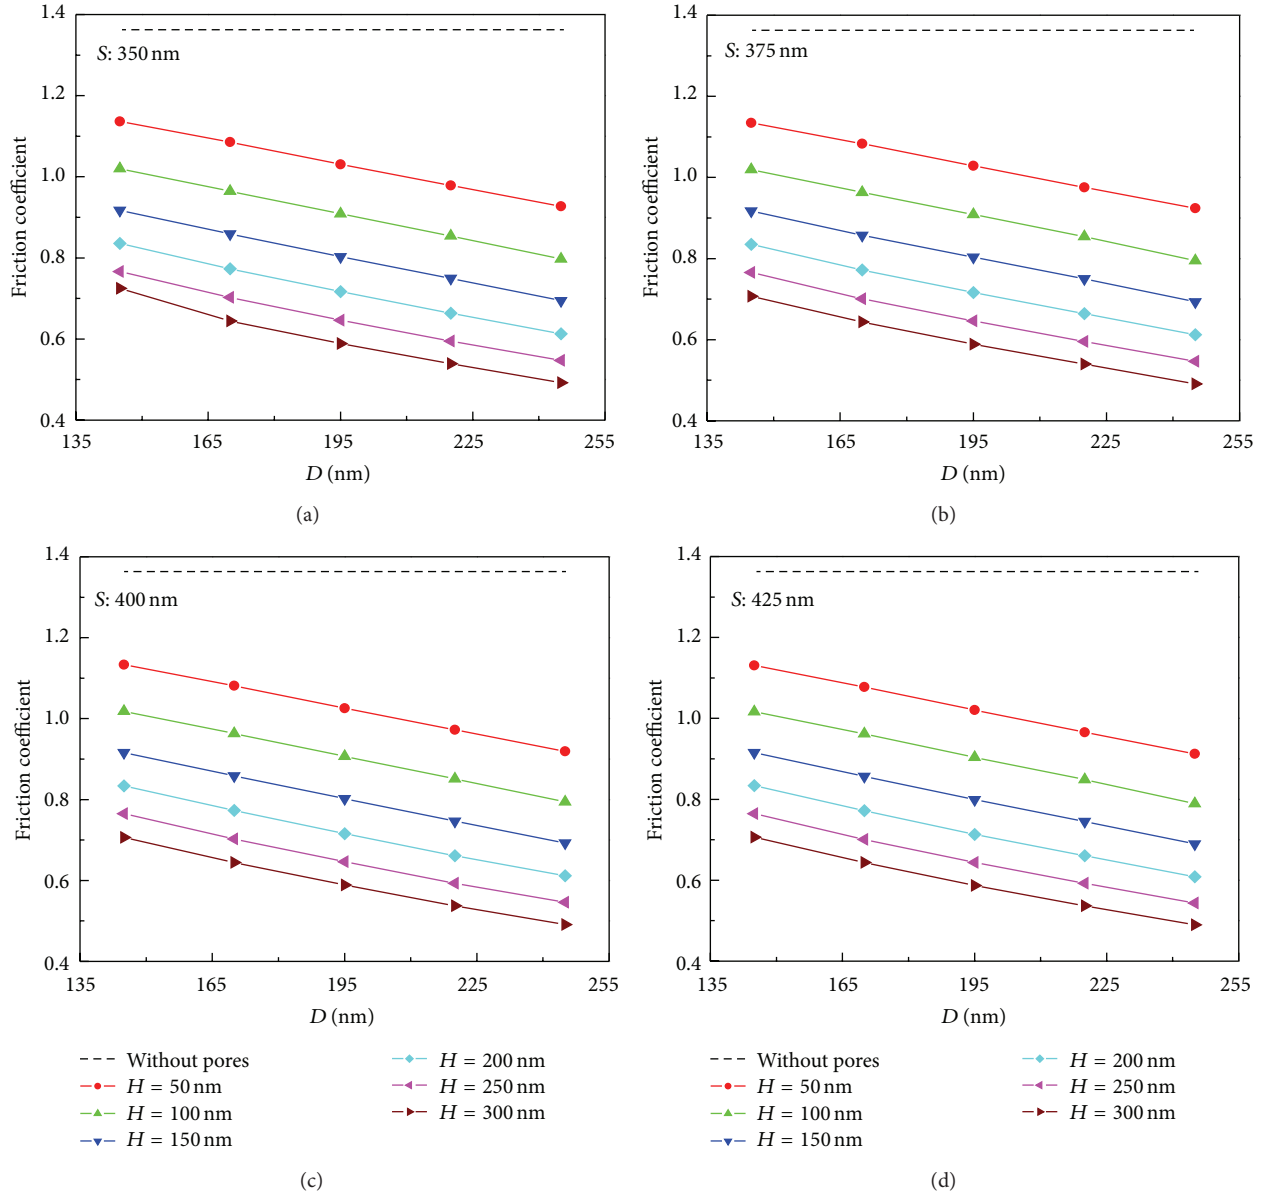 1.4
1.2
1.0
0.8
0.6
0.4
Friction coefficient
S: 350 nm
135 165 195 225 255
D (nm)
(a)
1.4
1.2
1.0
0.8
0.6
0.4
Friction coefficient
S: 375 nm
135 165 195 225 255
D (nm)
(b)
1.4
1.2
1.0
0.8
0.6
0.4
Friction coefficient
S: 400 nm
135 165 195 225 255
D (nm)
Without pores
H = 50 nm
H = 100 nm
H = 150 nm
H = 200 nm
H = 250 nm
H = 300 nm
(c)
1.4
1.2
1.0
0.8
0.6
0.4
Friction coefficient
S: 425 nm
135 165 195 225 255
D (nm)
Without pores
H = 50 nm
H = 100 nm
H = 150 nm
H = 200 nm
H = 250 nm
H = 300 nm
(d)